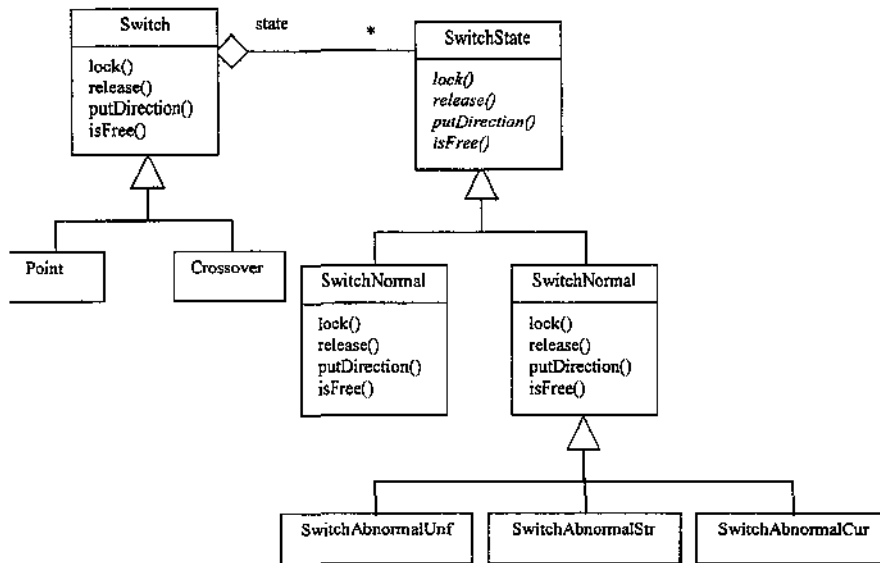 Switch
state
*
SwitchState
lock()
release()
putDirection()
isFree()
lock()
release()
putDirection()
isFree()
Point
Crossover
SwitchNormal
SwitchNormal
lock()
release()
putDirection()
isFree()
lock()
release()
putDirection()
isFree()
SwitchAbnormalUnf
SwitchAbnormalStr
SwitchAbnormalCur